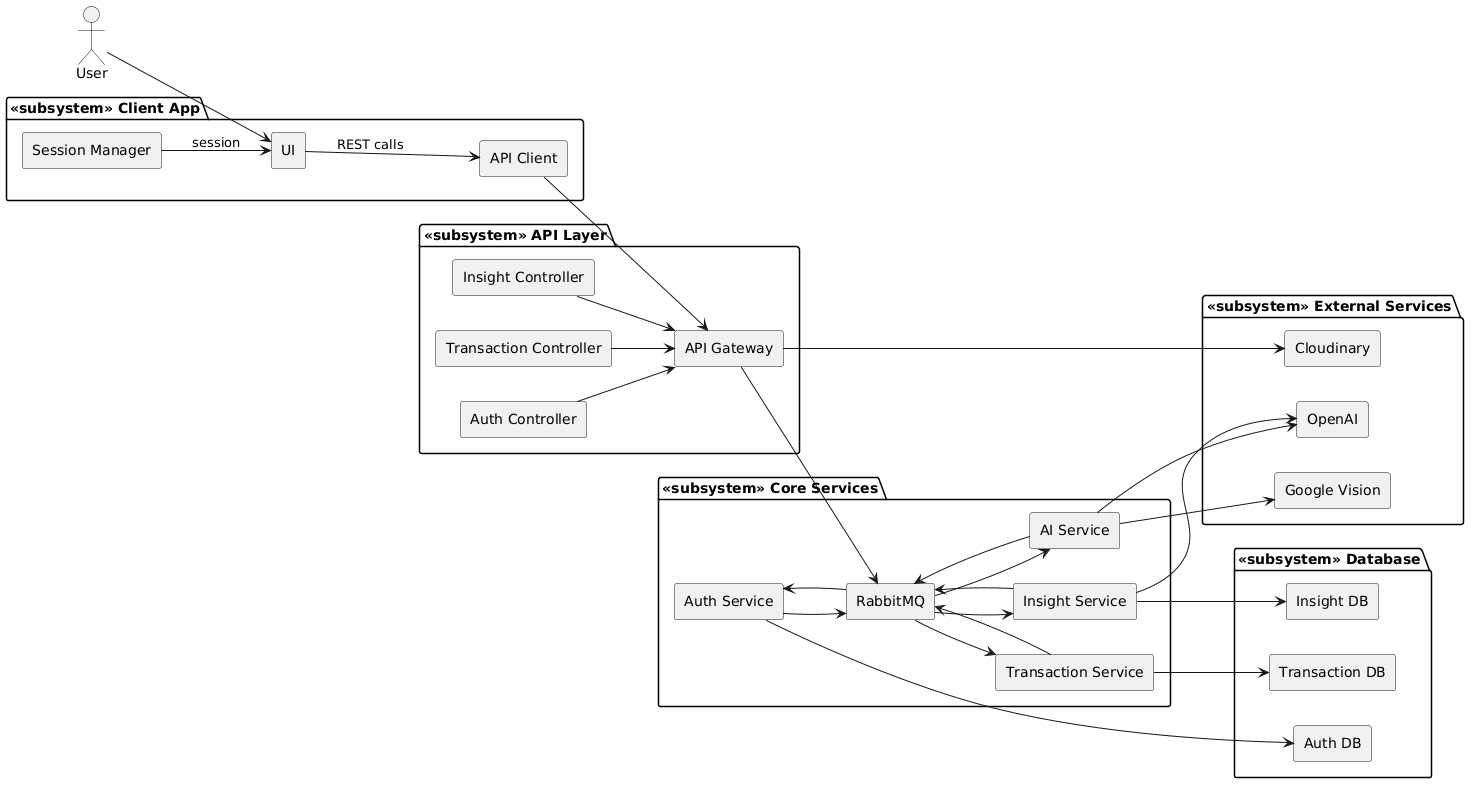 User
«subsystem» Client App
Session Manager
session
UI
REST calls
API Client
«subsystem» API Layer
Insight Controller
Transaction Controller
API Gateway
Auth Controller
«subsystem» External Services
Cloudinary
OpenAI
Google Vision
«subsystem» Core Services
AI Service
Auth Service
RabbitMQ
Insight Service
Transaction Service
«subsystem» Database
Insight DB
Transaction DB
Auth DB